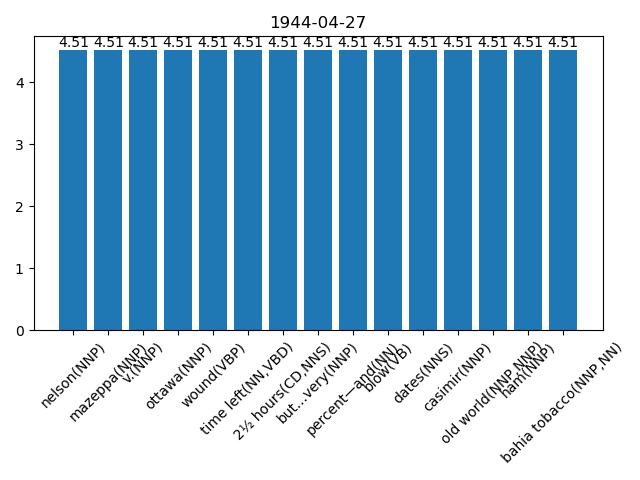 1944-04-27
4.51 4.51 4.51 4.51 4.51 4.51 4.51 4.51 4.51 4.51 4.51 4.51 4.51 4.51 4.51
4
3
2
1
0
nelson(NNP)
mazeppa(NNP)
v.(NNP)
ottawa(NNP)
wound(VBP)
time left(NN,VBD)
2½ hours(CD,NNS)
but...very(NNP)
percent—and(NN)
blow(VB)
dates(NNS)
casimir(NNP)
old world(NNP,NNP)
ham(NNP)
bahia tobacco(NNP,NN)